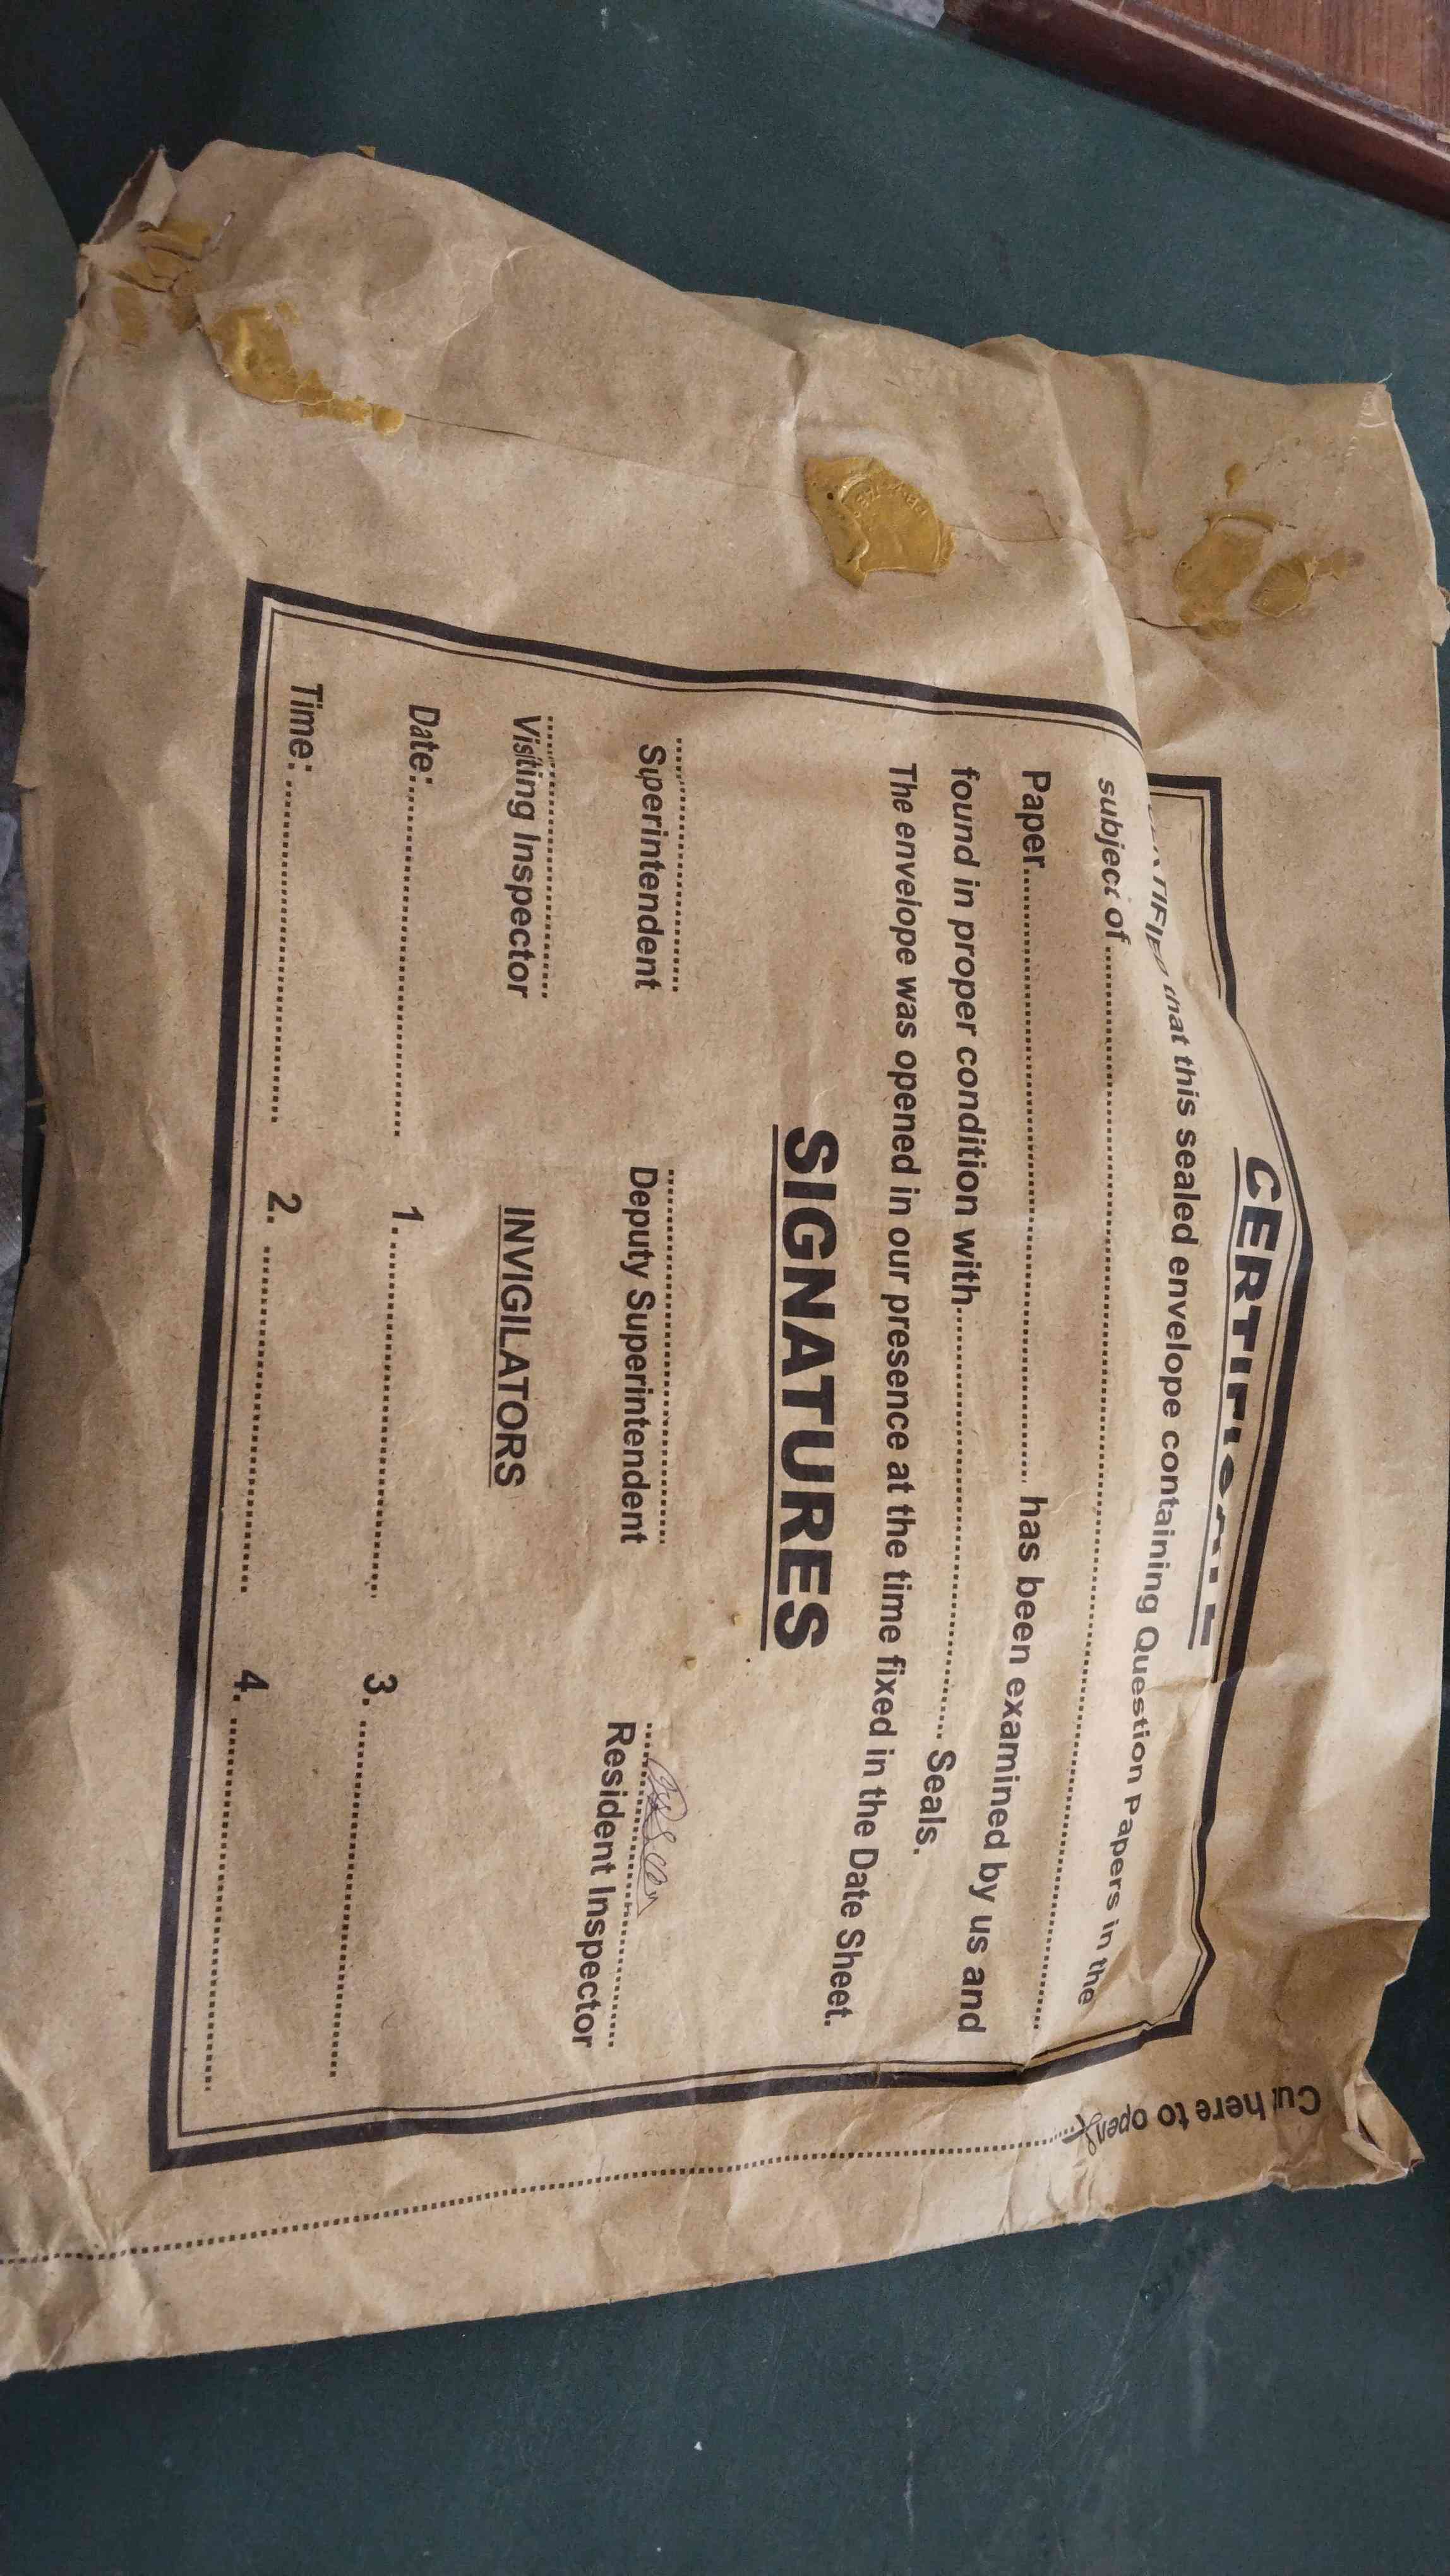 CERTIFICATE
CERTIFIED that this sealed envelope containing Question Papers in the
subject of
Paper has been examined by us and
found in proper condition with Seals.
The envelope was opened in our presence at the time fixed in the Date Sheet.
SIGNATURES
Superintendent Deputy Superintendent Resident Inspector
Visiting Inspector INVIGILATORS
Date: 1. 3.
Time: 2. 4.
Cut here to open